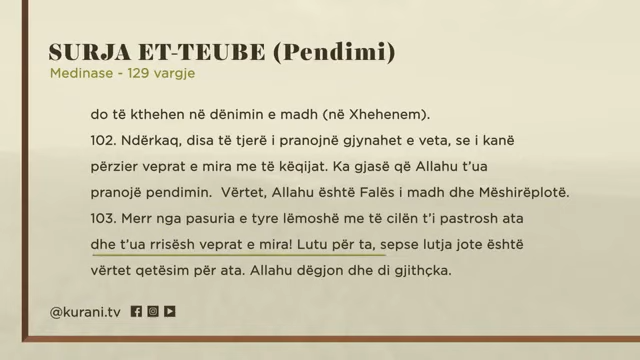 SURJA ET-TEUBE (Pendimi)
Medinase - 129 vargje
do të kthehen në dënimin e madh (në Xhehenem).
102. Ndërkaq, disa të tjerë i pranojnë gjynahet e veta, se i kanë
përzier veprat e mira me të këqijat. Ka gjasë që Allahu t’ua
pranojë pendimin. Vërtet, Allahu është Falës i madh dhe Mëshirëplotë.
103. Merr nga pasuria e tyre lëmoshë me të cilën t’i pastrosh ata
dhe t’ua rrisësh veprat e mira! Lutu për ta, sepse lutja jote është
vërtet qetësim për ata. Allahu dëgjon dhe di gjithçka.
@kurani.tv